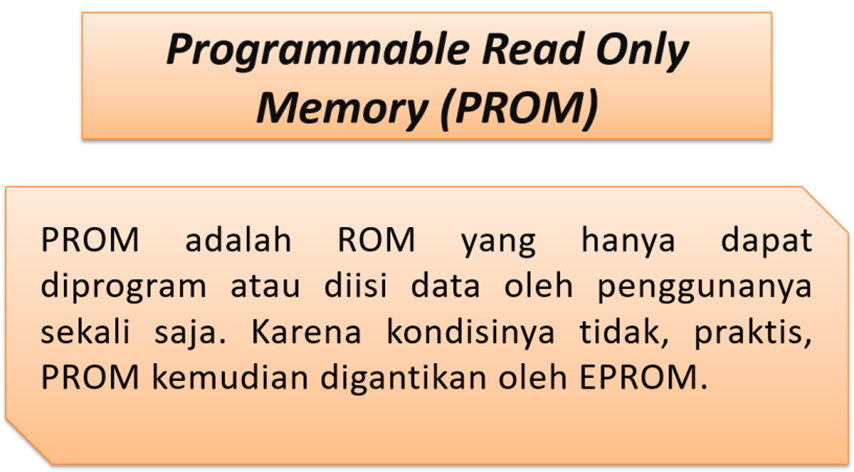 Programmable Read Only
Memory (PROM)
PROM adalah ROM yang hanya dapat
diprogram atau diisi data oleh penggunanya
sekali saja. Karena kondisinya tidak, praktis,
PROM kemudian digantikan oleh EPROM.